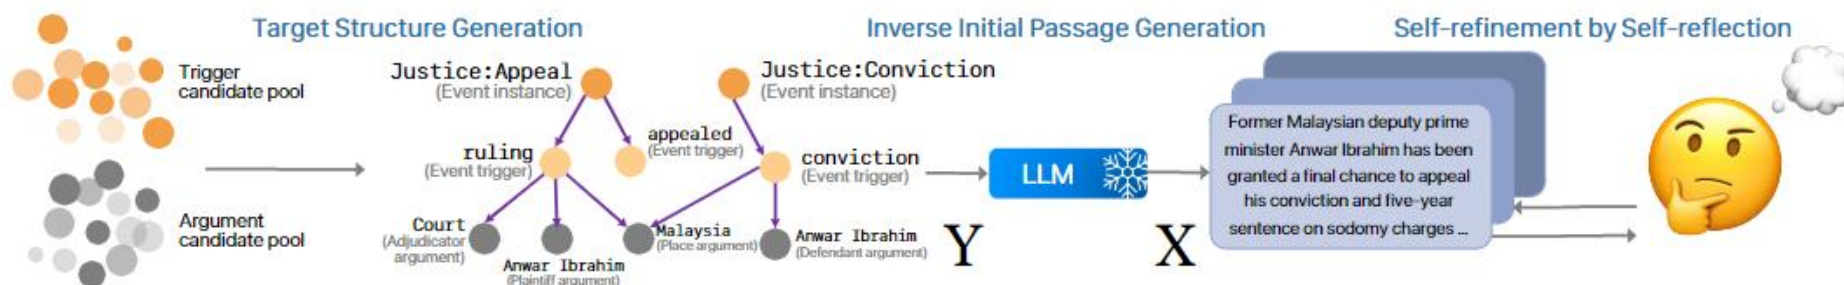 Target Structure Generation
Inverse Initial Passage Generation
Self-refinement by Self-reflection
Trigger
candidate pool
Argument
candidate pool
Justice:Appeal
(Event instance)
Justice:Conviction
(Event instance)
ruling
(Event trigger)
appealed
(Event trigger)
conviction
(Event trigger)
Court
(Adjudicator
argument)
Anwar Ibrahim
(Plaintiff argument)
Malaysia
(Place argument)
Anwar Ibrahim
(Defendant argument)
Y
LLM
X
Former Malaysian deputy prime
minister Anwar Ibrahim has been
granted a final chance to appeal
his conviction and five-year
sentence on sodomy charges ...